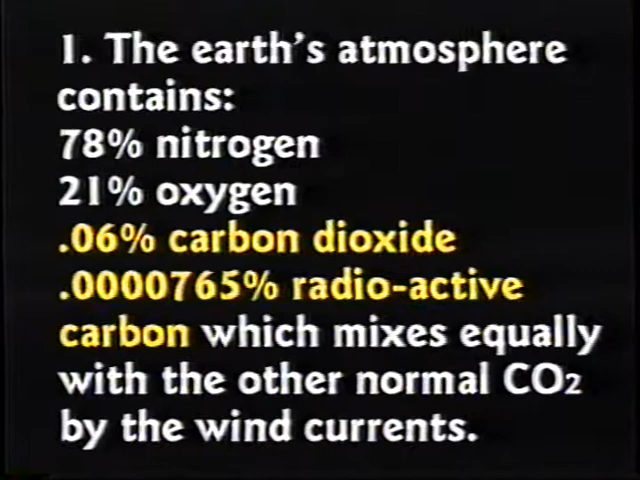 1. The earth's atmosphere
contains:
78% nitrogen
21% oxygen
.06% carbon dioxide
.0000765% radio-active
carbon which mixes equally
with the other normal CO2
by the wind currents.